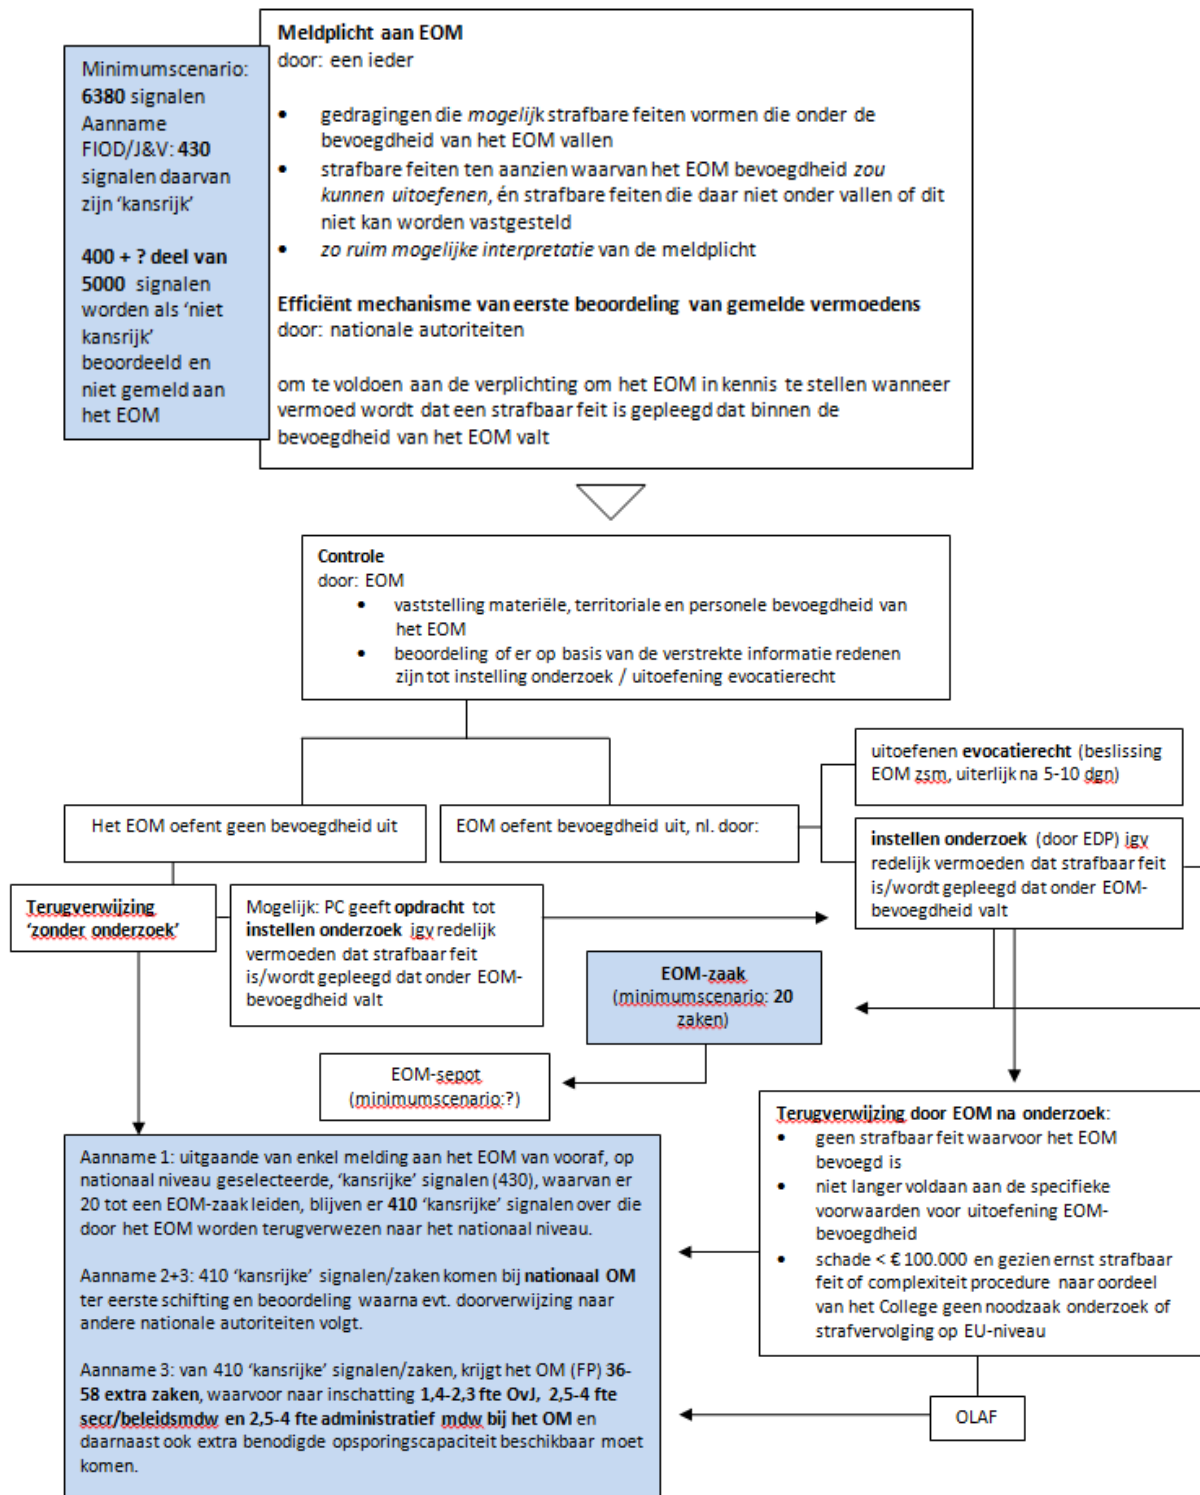 Meldplicht aan EOM
door: een ieder
• gedragingen die mogelijk strafbare feiten vormen die onder de
bevoegdheid van het EOM vallen
• strafbare feiten ten aanzien waarvan het EOM bevoegdheid zou
kunnen uitoefenen, én strafbare feiten die daar niet onder vallen of dit
niet kan worden vastgesteld
• zo ruim mogelijke interpretatie van de meldplicht
Efficiënt mechanisme van eerste beoordeling van gemelde vermoedens
door: nationale autoriteiten
om te voldoen aan de verplichting om het EOM in kennis te stellen wanneer
vermoed wordt dat een strafbaar feit is gepleegd dat binnen de
bevoegdheid van het EOM valt
Minimumscenario:
6380 signalen
Aanname
FIOD/J&V: 430
signalen daarvan
zijn ‘kansrijk’
400 + ? deel van
5000 signalen
worden als ‘niet
kansrijk’
beoordeeld en
niet gemeld aan
het EOM
Controle
door: EOM
• vaststelling materiële, territoriale en personele bevoegdheid van
het EOM
• beoordeling of er op basis van de verstrekte informatie redenen
zijn tot instelling onderzoek / uitoefening evocatierecht
Het EOM oefent geen bevoegdheid uit
EOM oefent bevoegdheid uit, nl. door:
uitoefenen evocatierecht (beslissing
EOM zsm, uiterlijk na 5-10 dgn)
instellen onderzoek (door EDP) igv
redelijk vermoeden dat strafbaar feit
is/wordt gepleegd dat onder EOM-
bevoegdheid valt
Terugverwijzing
‘zonder onderzoek’
Mogelijk: PC geeft opdracht tot
instellen onderzoek igv redelijk
vermoeden dat strafbaar feit
is/wordt gepleegd dat onder EOM-
bevoegdheid valt
EOM-zaak
(minimumscenario: 20
zaken)
EOM-sepot
(minimumscenario:?)
Terugverwijzing door EOM na onderzoek:
• geen strafbaar feit waarvoor het EOM
bevoegd is
• niet langer voldaan aan de specifieke
voorwaarden voor uitoefening EOM-
bevoegdheid
• schade < € 100.000 en gezien ernst strafbaar
feit of complexiteit procedure naar oordeel
van het College geen noodzaak onderzoek of
strafvervolging op EU-niveau
Aanname 1: uitgaande van enkel melding aan het EOM van vooraf, op
nationaal niveau geselecteerde, ‘kansrijke’ signalen (430), waarvan er
20 tot een EOM-zaak leiden, blijven er 410 ‘kansrijke’ signalen over die
door het EOM worden terugverwezen naar het nationaal niveau.
Aanname 2+3: 410 ‘kansrijke’ signalen/zaken komen bij nationaal OM
ter eerste schifting en beoordeling waarna evt. doorverwijzing naar
andere nationale autoriteiten volgt.
Aanname 3: van 410 ‘kansrijke’ signalen/zaken, krijgt het OM (FP) 36-
58 extra zaken, waarvoor naar inschatting 1,4-2,3 fte OvJ, 2,5-4 fte
secr/beleidsmdw en 2,5-4 fte administratief mdw bij het OM en
daarnaast ook extra benodigde opsporingscapaciteit beschikbaar moet
komen.
OLAF